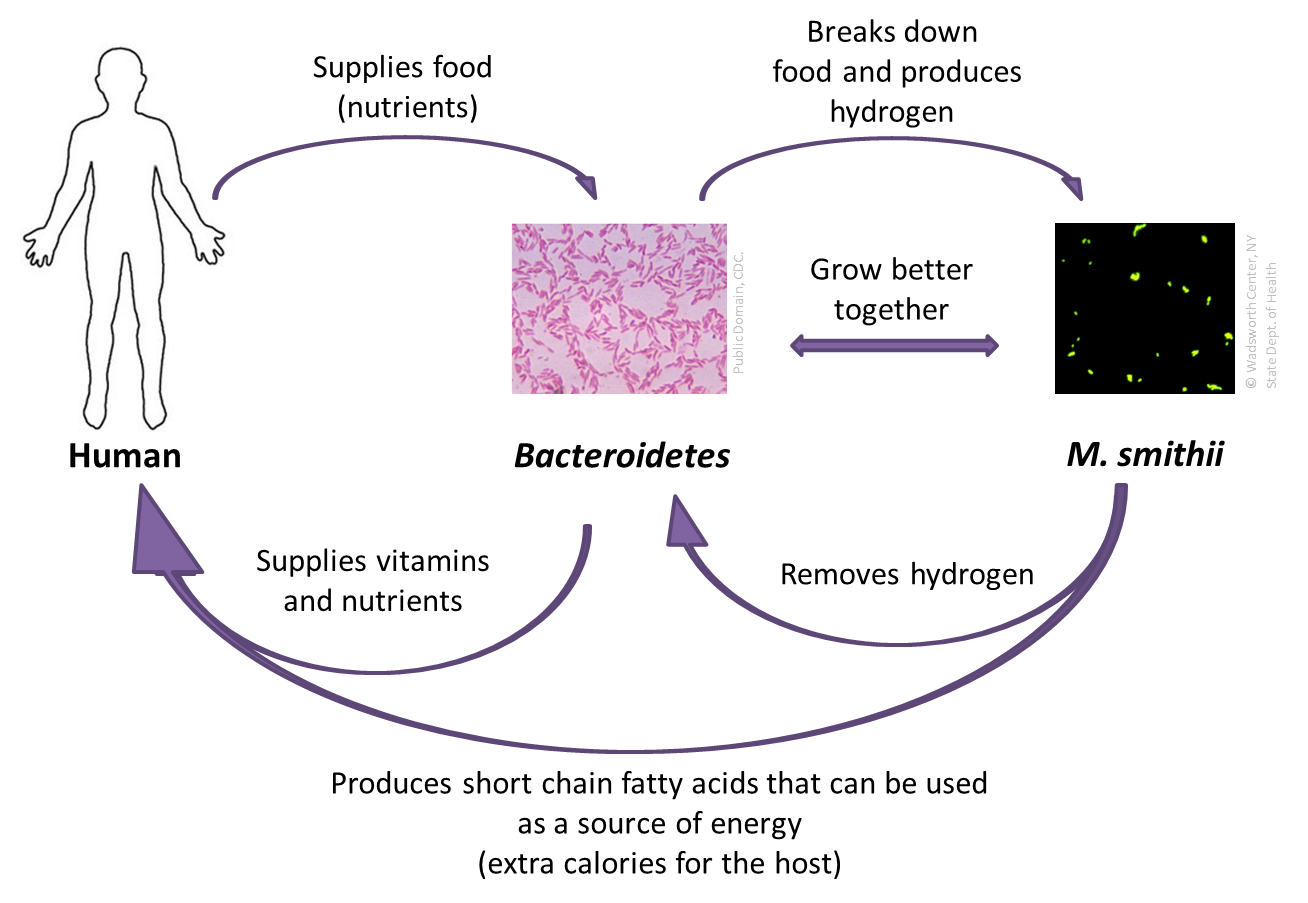 Supplies food
(nutrients)
Breaks down
food and produces
hydrogen
Grow better
together
Public Domain, CDC.
© Wadsworth Center, NY
State Dept. of Health
Human
Bacteroidetes
M. smithii
Supplies vitamins
and nutrients
Removes hydrogen
Produces short chain fatty acids that can be used
as a source of energy
(extra calories for the host)